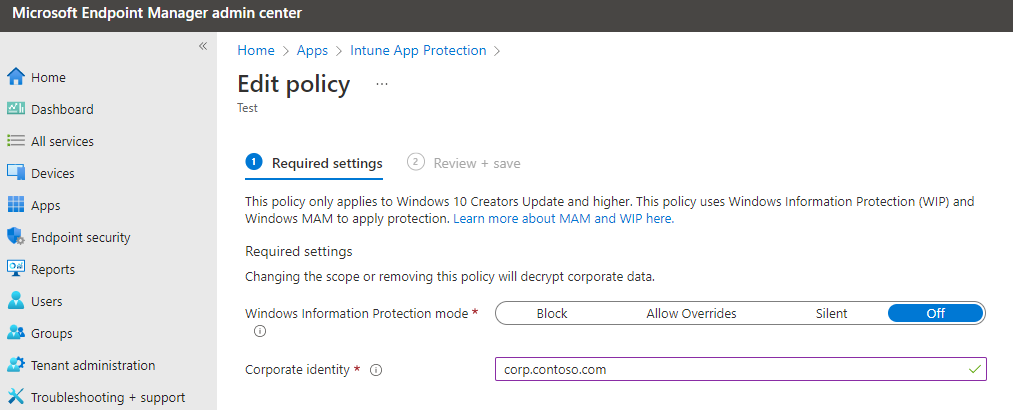 Microsoft Endpoint Manager admin center
«
Home
Dashboard
All services
Devices
Apps
Endpoint security
Reports
Users
Groups
Tenant administration
Troubleshooting + support
Home > Apps > Intune App Protection >
Edit policy ...
Test
1 Required settings 2 Review + save
This policy only applies to Windows 10 Creators Update and higher. This policy uses Windows Information Protection (WIP) and
Windows MAM to apply protection. Learn more about MAM and WIP here.
Required settings
Changing the scope or removing this policy will decrypt corporate data.
Windows Information Protection mode * Block Allow Overrides Silent Off
Corporate identity * corp.contoso.com